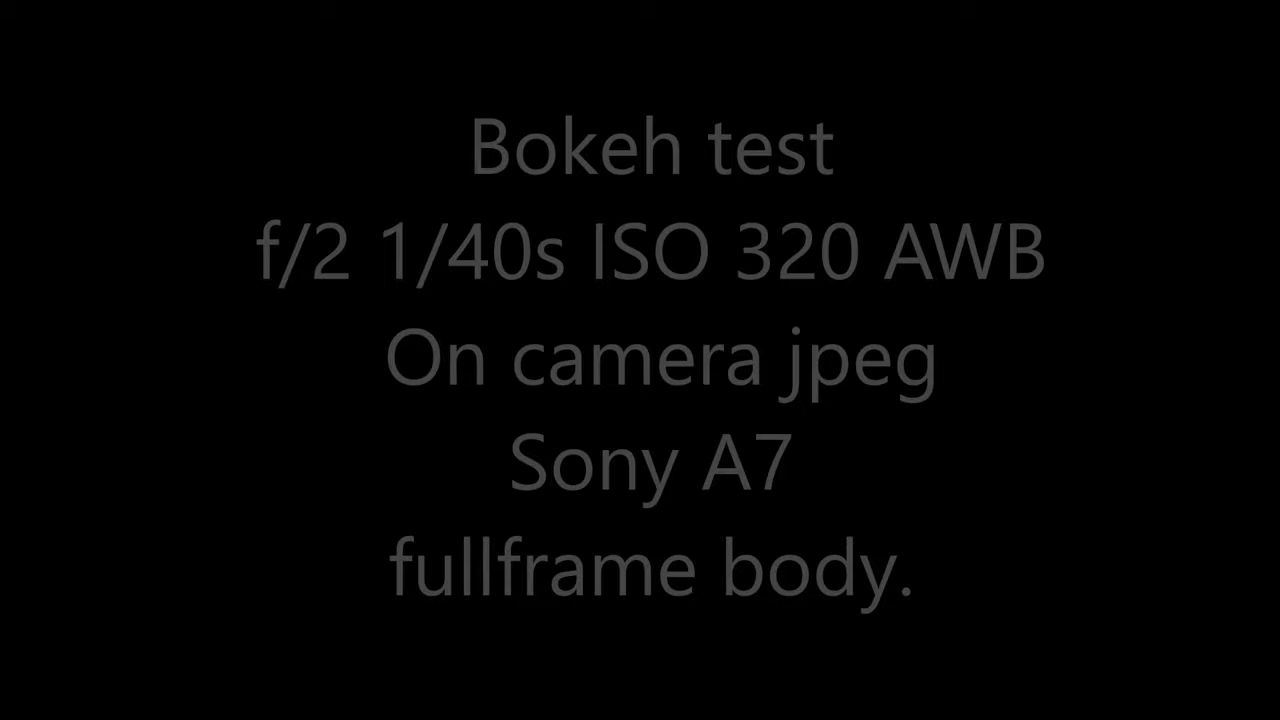 Bokeh test
f/2 1/40s ISO 320 AWB
On camera jpeg
Sony A7
fullframe body.